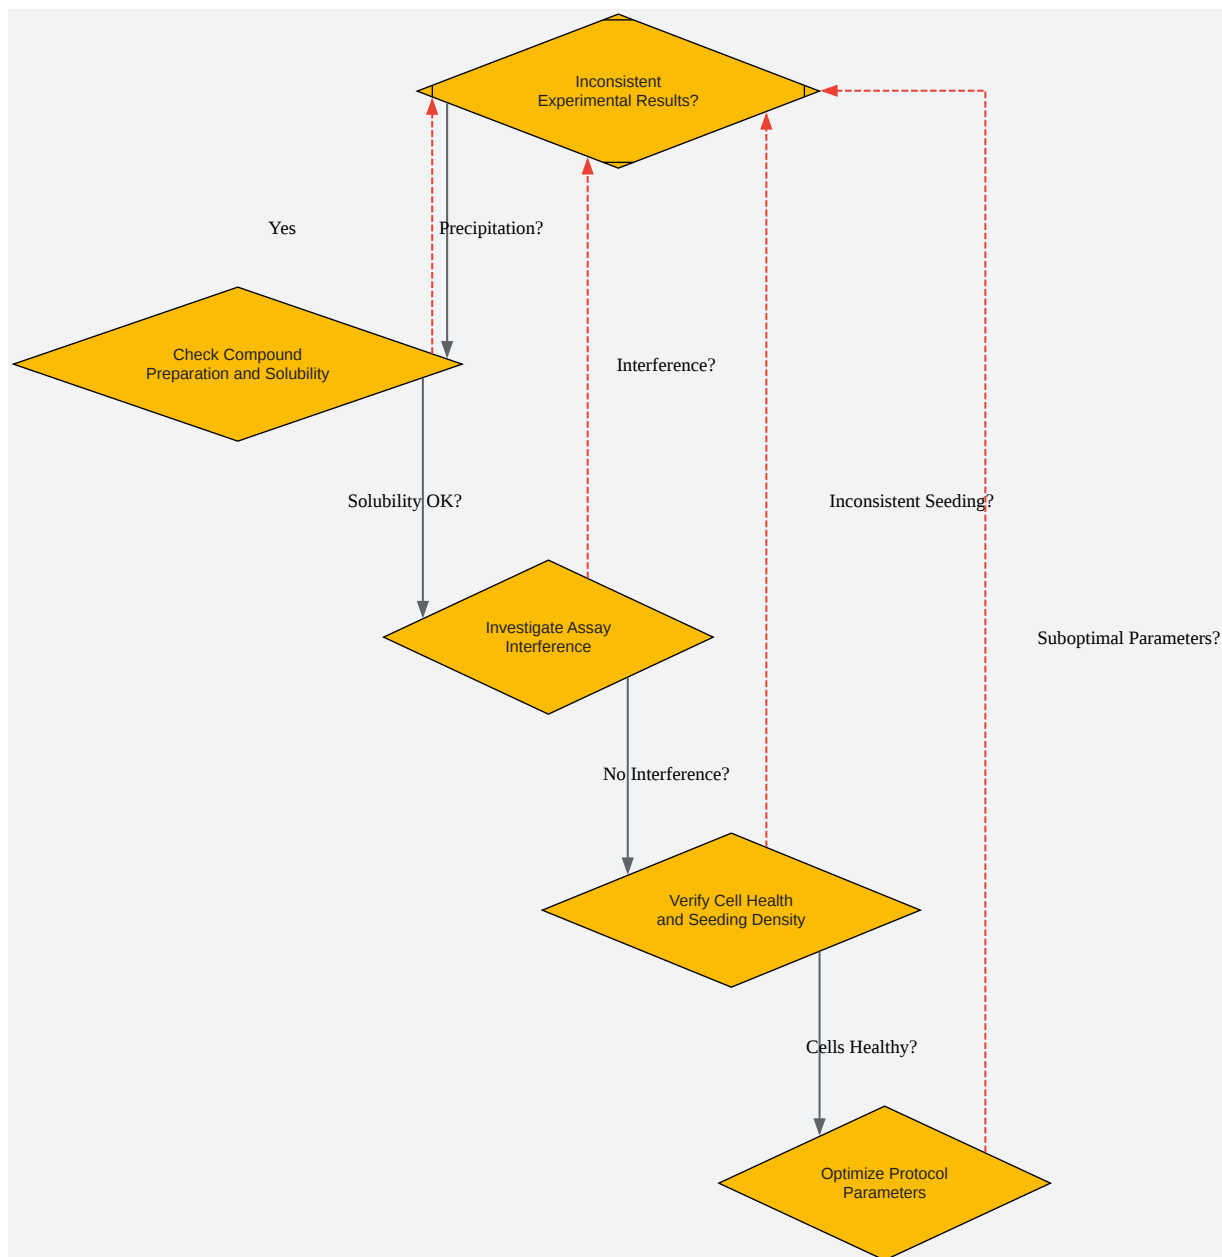 Inconsistent
Experimental Results?
Yes
Precipitation?
Check Compound
Preparation and Solubility
Interference?
Solubility OK?
Inconsistent Seeding?
Investigate Assay
Interference
Suboptimal Parameters?
No Interference?
Verify Cell Health
and Seeding Density
Cells Healthy?
Optimize Protocol
Parameters